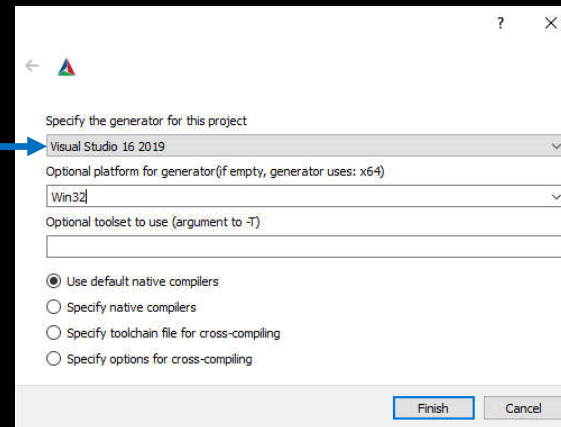 ?
Specify the generator for this project
Visual Studio 16 2019
Optional platform for generator(if empty, generator uses: x64)
Win32
Optional toolset to use (argument to -T)
Use default native compilers
Specify native compilers
Specify toolchain file for cross-compiling
Specify options for cross-compiling
Finish Cancel